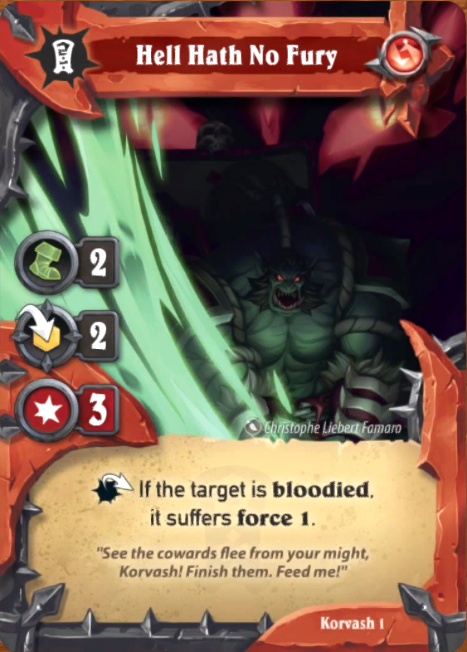 Hell Hath No Fury
2
2
3
Christophe Liebert Famaro
If the target is bloodied,
it suffers force 1.
"See the cowards flee from your might,
Korvash! Finish them. Feed me!"
Korvash 1